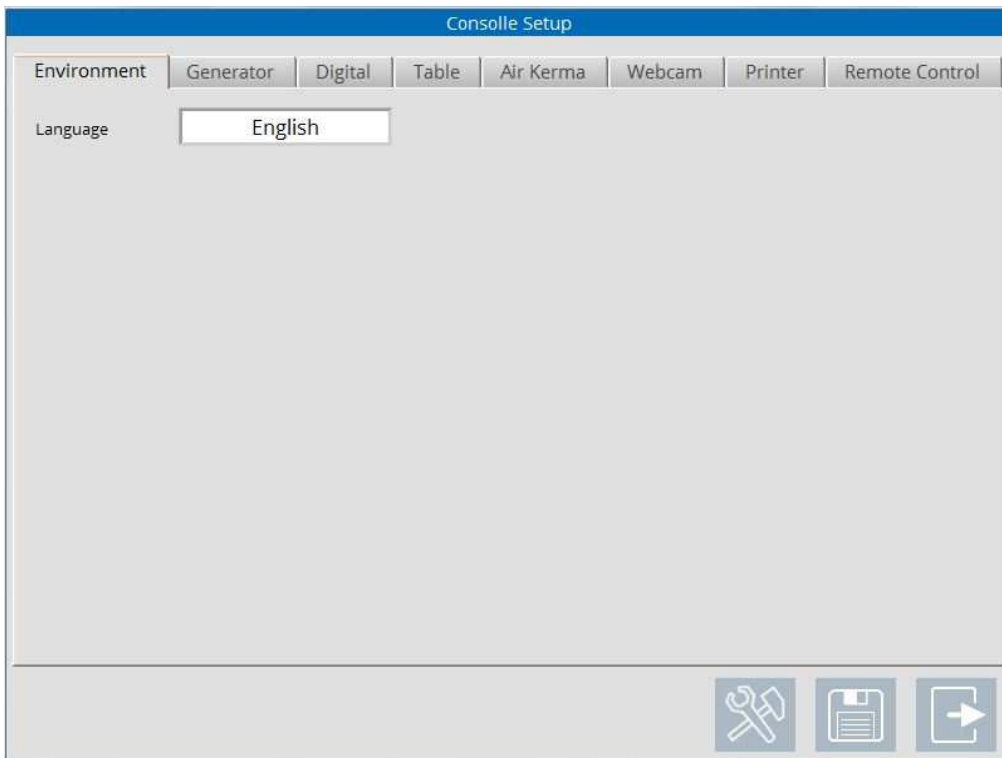 Consolle Setup
Environment Generator Digital Table Air Kerma Webcam Printer Remote Control
Language English